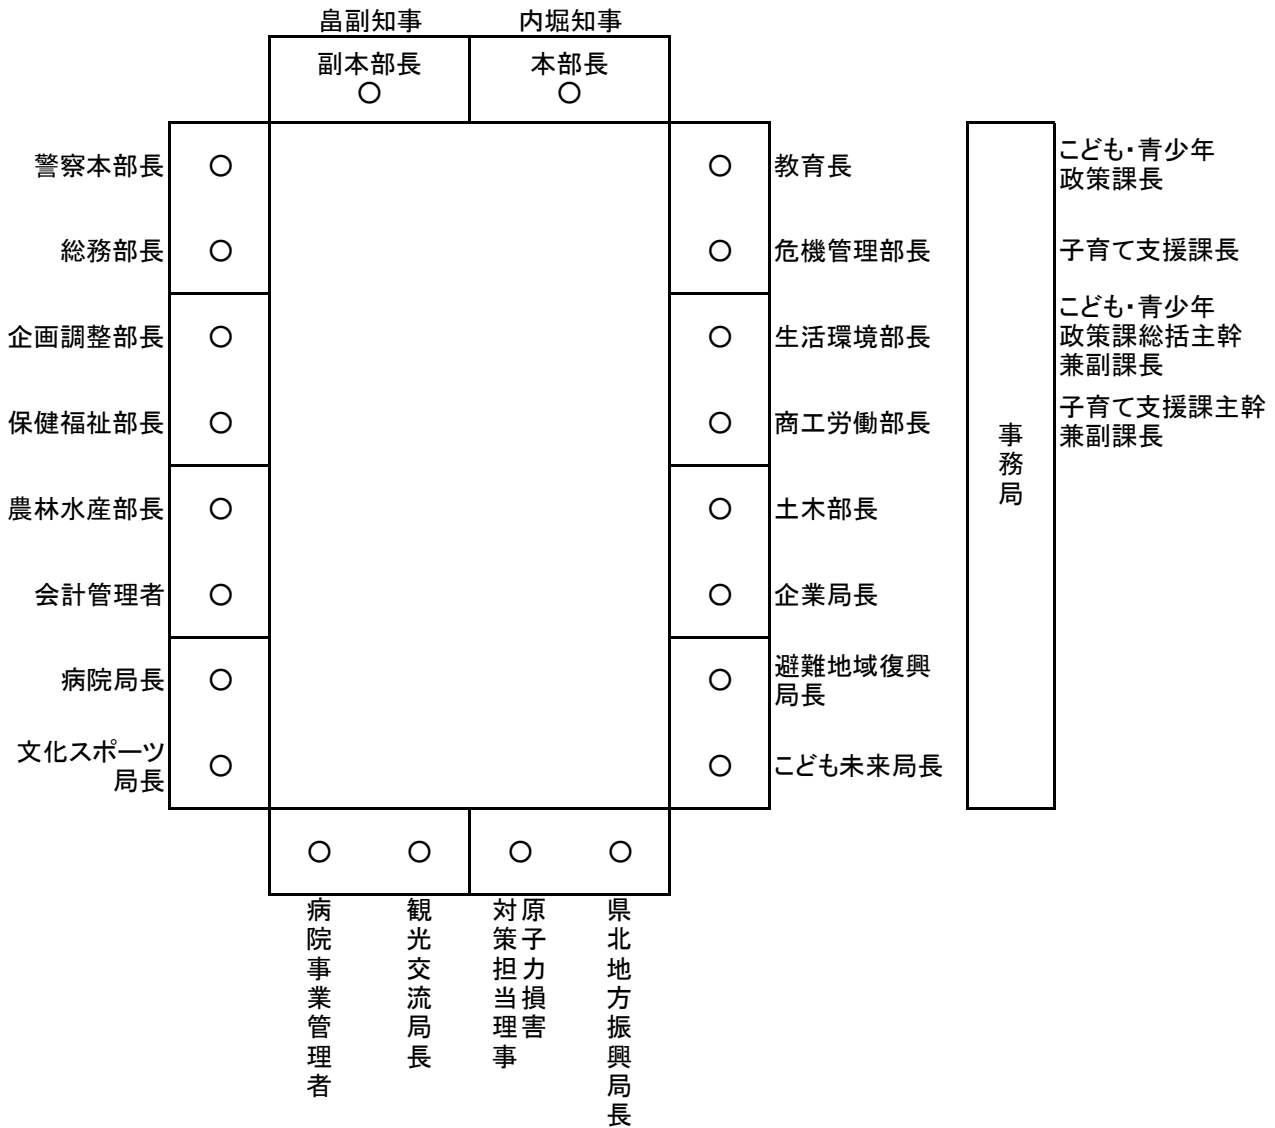 畠副知事
内堀知事
副本部長
本部長
警察本部長
総務部長
企画調整部長
保健福祉部長
農林水産部長
会計管理者
病院局長
文化スポーツ
局長
教育長
危機管理部長
生活環境部長
商工労働部長
土木部長
企業局長
避難地域復興
局長
こども未来局長
事務局
こども・青少年
政策課長
子育て支援課長
こども・青少年
政策課総括主幹
兼副課長
子育て支援課主幹
兼副課長
病院事業管理者
観光交流局長
原子力損害
対策担当理事
県北地方振興局長